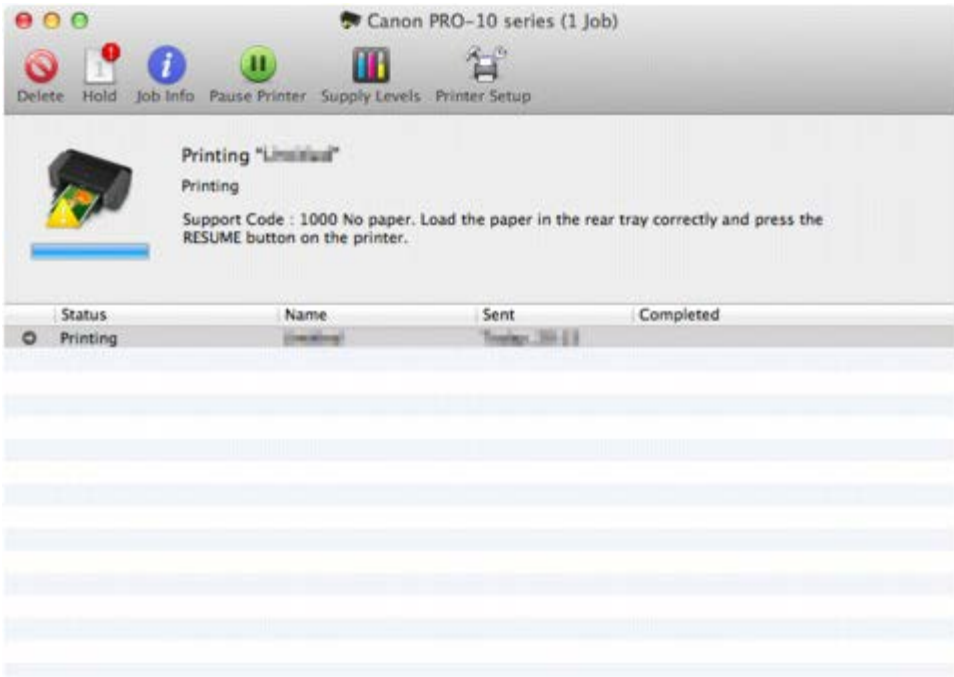 Canon PRO-10 series (1 Job)
Delete Hold Job Info Pause Printer Supply Levels Printer Setup
Printing "
Printing
Support Code : 1000 No paper. Load the paper in the rear tray correctly and press the
RESUME button on the printer.
Status Name Sent Completed
Printing